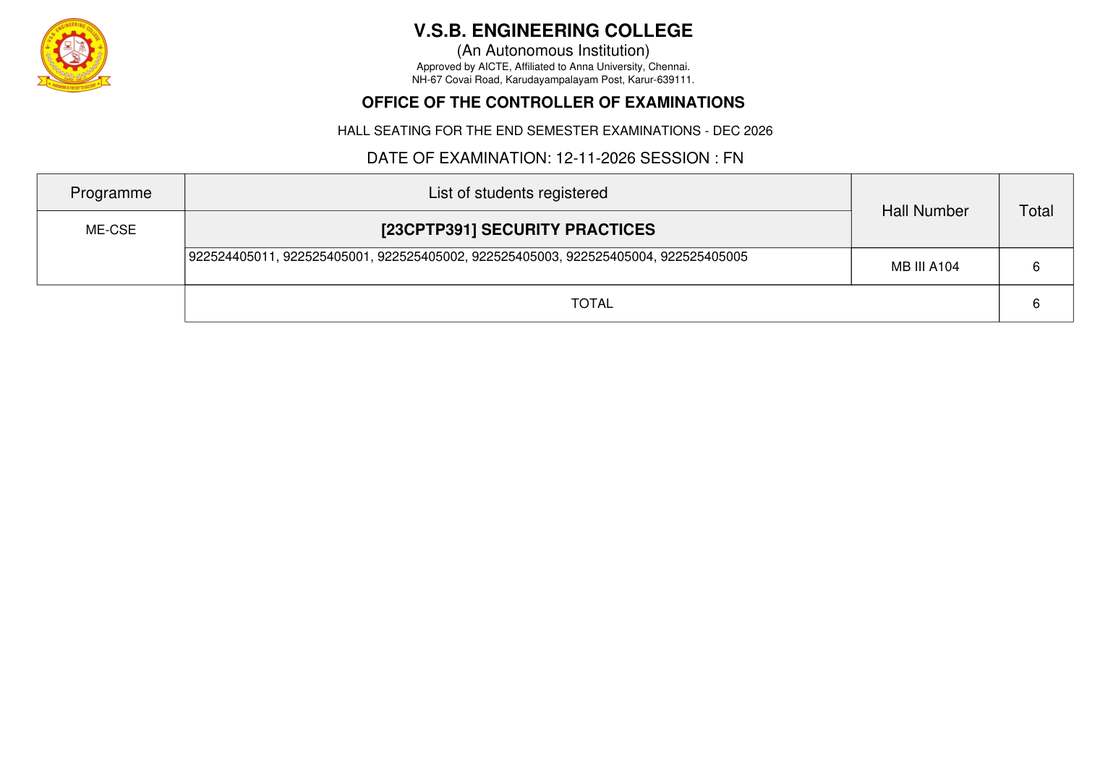 V.S.B. ENGINEERING COLLEGE
(An Autonomous Institution)
Approved by AICTE, Affiliated to Anna University, Chennai.
NH-67 Covai Road, Karudayampalayam Post, Karur-639111.
OFFICE OF THE CONTROLLER OF EXAMINATIONS
HALL SEATING FOR THE END SEMESTER EXAMINATIONS - DEC 2026
DATE OF EXAMINATION: 12-11-2026 SESSION : FN
Programme List of students registered Hall Number Total
ME-CSE [23CPTP391] SECURITY PRACTICES
922524405011, 922525405001, 922525405002, 922525405003, 922525405004, 922525405005 MB III A104 6
TOTAL 6